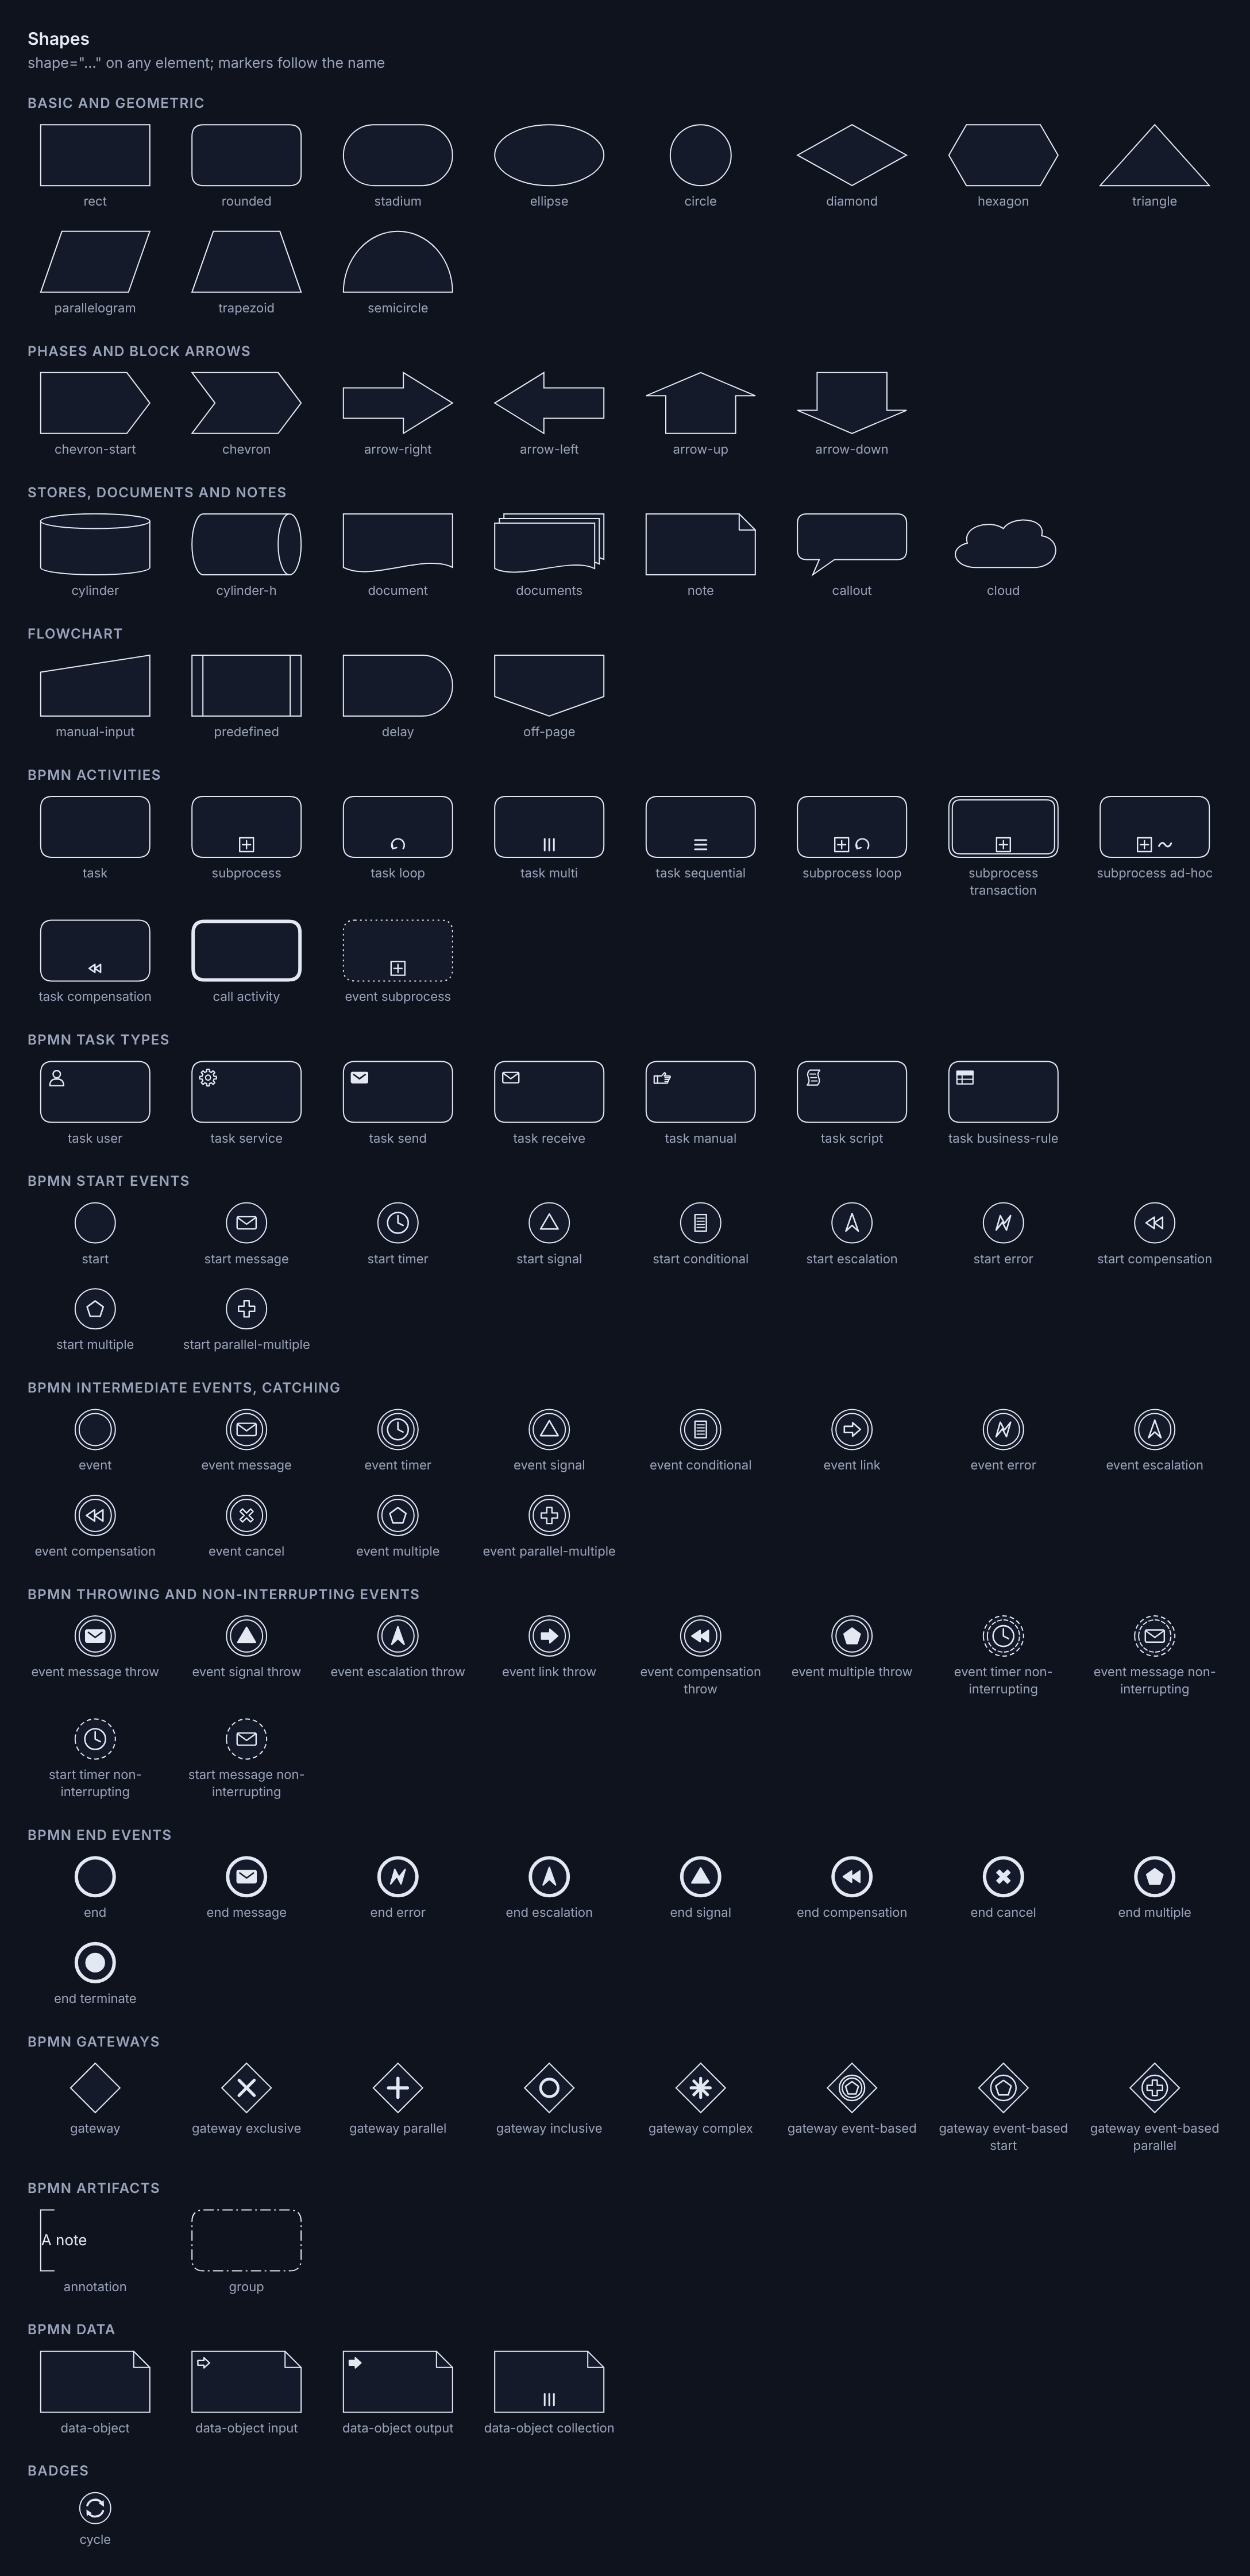 Shapes
shape="..." on any element; markers follow the name
BASIC AND GEOMETRIC
rect rounded stadium ellipse circle diamond hexagon triangle
parallelogram trapezoid semicircle
PHASES AND BLOCK ARROWS
chevron-start chevron arrow-right arrow-left arrow-up arrow-down
STORES, DOCUMENTS AND NOTES
cylinder cylinder-h document documents note callout cloud
FLOWCHART
manual-input predefined delay off-page
BPMN ACTIVITIES
task subprocess task loop task multi task sequential subprocess loop subprocess transaction subprocess ad-hoc
task compensation call activity event subprocess
BPMN TASK TYPES
task user task service task send task receive task manual task script task business-rule
BPMN START EVENTS
start start message start timer start signal start conditional start escalation start error start compensation
start multiple start parallel-multiple
BPMN INTERMEDIATE EVENTS, CATCHING
event event message event timer event signal event conditional event link event error event escalation
event compensation event cancel event multiple event parallel-multiple
BPMN THROWING AND NON-INTERRUPTING EVENTS
event message throw event signal throw event escalation throw event link throw event compensation throw event multiple throw event timer non-interrupting event message non-interrupting
start timer non-interrupting start message non-interrupting
BPMN END EVENTS
end end message end error end escalation end signal end compensation end cancel end multiple
end terminate
BPMN GATEWAYS
gateway gateway exclusive gateway parallel gateway inclusive gateway complex gateway event-based gateway event-based start gateway event-based parallel
BPMN ARTIFACTS
A note
annotation group
BPMN DATA
data-object data-object input data-object output data-object collection
BADGES
cycle